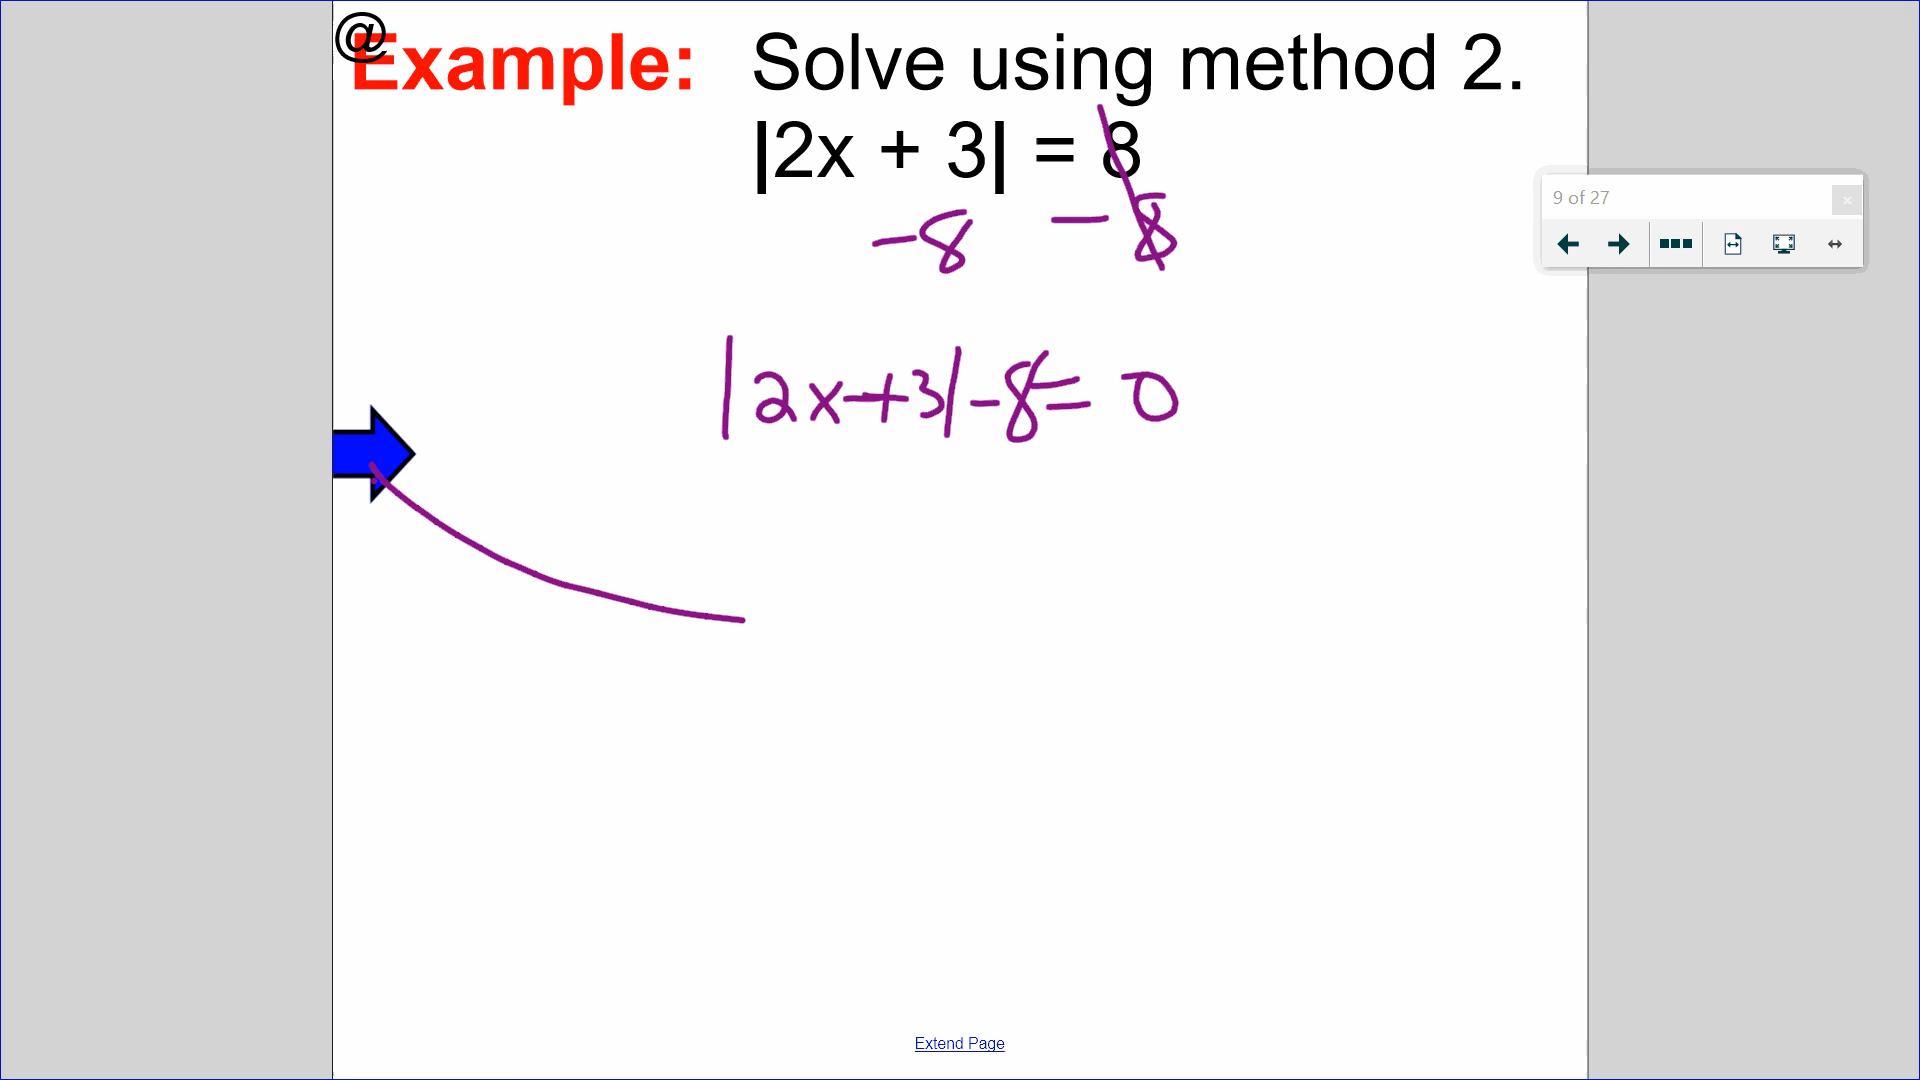 @
Example: Solve using method 2.
|2x + 3| = 8
-8 - 8
|2x+3|-8= 0
9 of 27
Extend Page